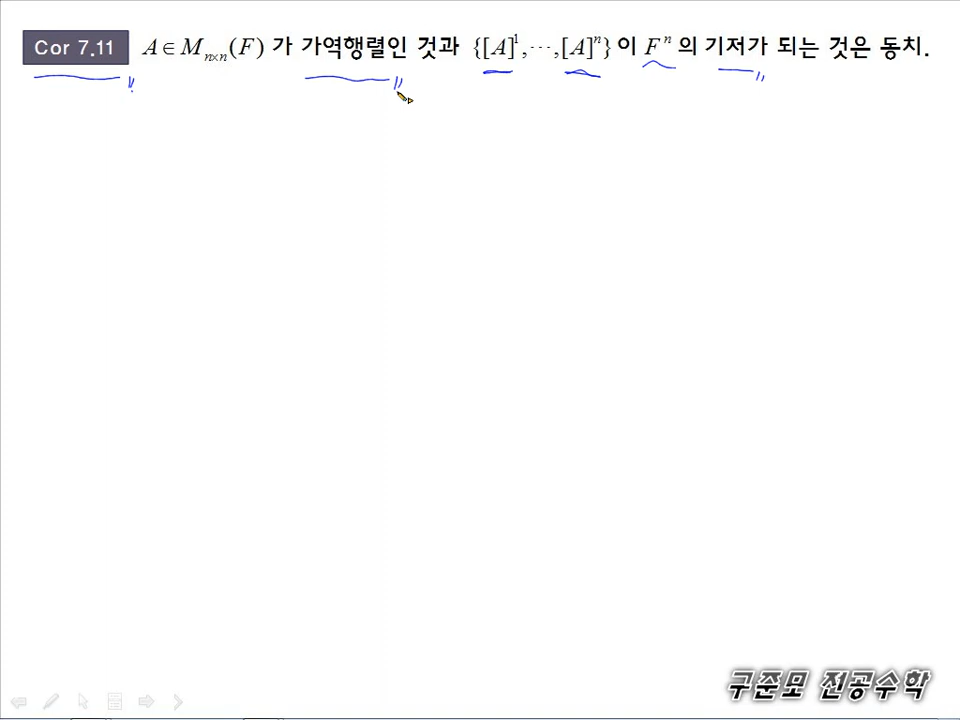 Cor 7.11 A ∈ M_{n×n}(F) 가 가역행렬인 것과 {[A]^1, ⋯, [A]^n} 이 F^n 의 기저가 되는 것은 동치.
구준모 전공수학